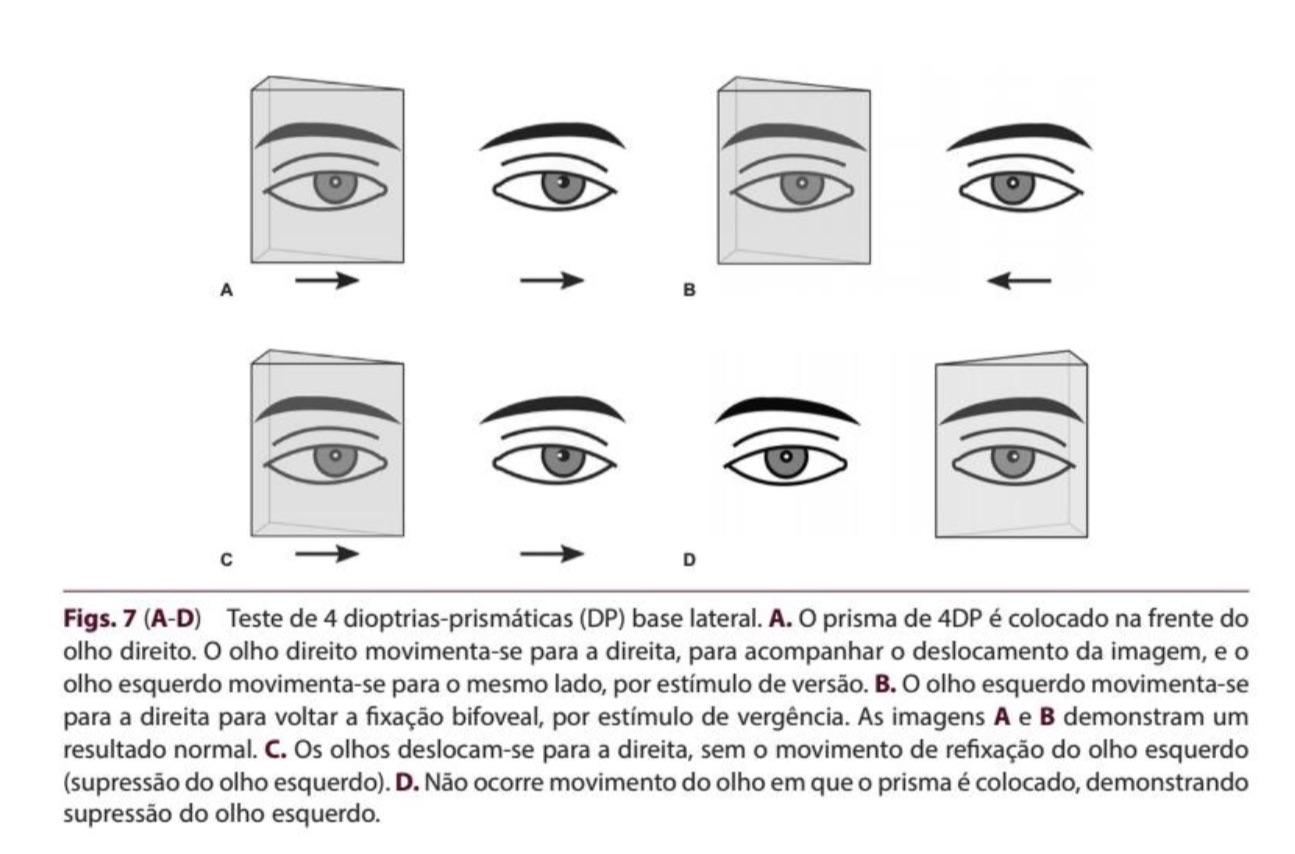 A
B
C
D
Figs. 7 (A-D) Teste de 4 dioptrias-prismáticas (DP) base lateral. A. O prisma de 4DP é colocado na frente do
olho direito. O olho direito movimenta-se para a direita, para acompanhar o deslocamento da imagem, e o
olho esquerdo movimenta-se para o mesmo lado, por estímulo de versão. B. O olho esquerdo movimenta-se
para a direita para voltar a fixação bifoveal, por estímulo de vergência. As imagens A e B demonstram um
resultado normal. C. Os olhos deslocam-se para a direita, sem o movimento de refixação do olho esquerdo
(supressão do olho esquerdo). D. Não ocorre movimento do olho em que o prisma é colocado, demonstrando
supressão do olho esquerdo.